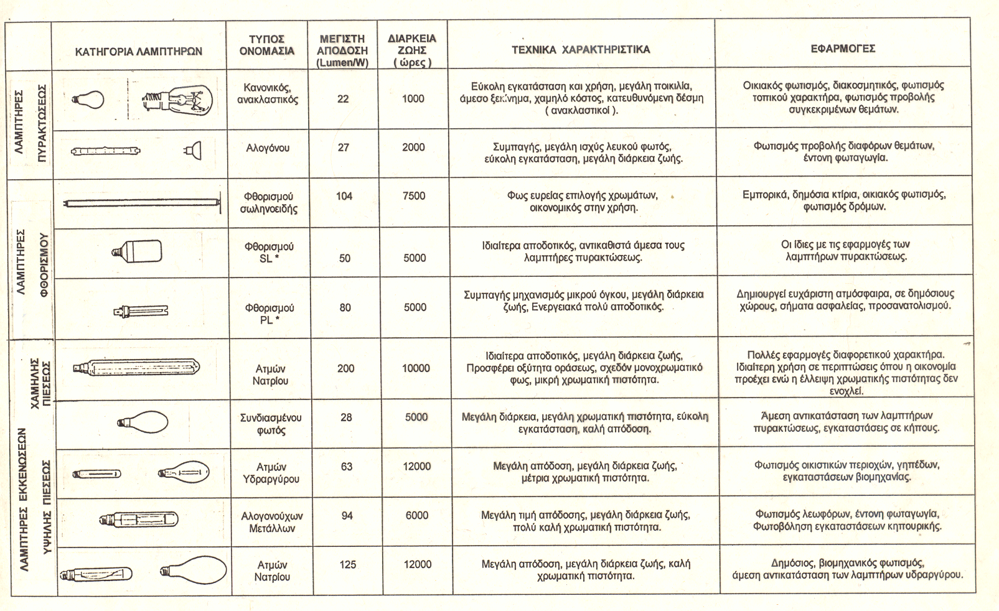 ΚΑΤΗΓΟΡΙΑ ΛΑΜΠΤΗΡΩΝ
ΤΥΠΟΣ
ΟΝΟΜΑΣΙΑ
ΜΕΓΙΣΤΗ
ΑΠΟΔΟΣΗ
(Lumen/W)
ΔΙΑΡΚΕΙΑ
ΖΩΗΣ
( ώρες )
ΤΕΧΝΙΚΑ ΧΑΡΑΚΤΗΡΙΣΤΙΚΑ
ΕΦΑΡΜΟΓΕΣ
ΛΑΜΠΤΗΡΕΣ
ΠΥΡΑΚΤΩΣΕΩΣ
Κανονικός,
ανακλαστικός
22
1000
Εύκολη εγκατάσταση και χρήση, μεγάλη ποικιλία,
άμεσο ξεκίνημα, χαμηλό κόστος, κατευθυνόμενη δέσμη
( ανακλαστικοί ).
Οικιακός φωτισμός, διακοσμητικός, φωτισμός
τοπικού χαρακτήρα, φωτισμός προβολής
συγκεκριμένων θεμάτων.
Αλογόνου
27
2000
Συμπαγής, μεγάλη ισχύς λευκού φωτός,
εύκολη εγκατάσταση, μεγάλη διάρκεια ζωής.
Φωτισμός προβολής διαφόρων θεμάτων,
έντονη φωταγωγία.
ΛΑΜΠΤΗΡΕΣ
ΦΘΟΡΙΣΜΟΥ
Φθορισμού
σωληνοειδής
104
7500
Φως ευρείας επιλογής χρωμάτων,
οικονομικός στην χρήση.
Εμπορικά, δημόσια κτίρια, οικιακός φωτισμός,
φωτισμός δρόμων.
Φθορισμού
SL *
50
5000
Ιδιαίτερα αποδοτικός, αντικαθιστά άμεσα τους
λαμπτήρες πυρακτώσεως.
Οι ίδιες με τις εφαρμογές των
λαμπτήρων πυρακτώσεως.
Φθορισμού
PL *
80
5000
Συμπαγής μηχανισμός μικρού όγκου, μεγάλη διάρκεια
ζωής, Ενεργειακά πολύ αποδοτικός.
Δημιουργεί ευχάριστη ατμόσφαιρα, σε δημόσιους
χώρους, σήματα ασφαλείας, προσανατολισμού.
ΛΑΜΠΤΗΡΕΣ ΕΚΚΕΝΩΣΕΩΝ
ΧΑΜΗΛΗΣ
ΠΙΕΣΕΩΣ
Ατμών
Νατρίου
200
10000
Ιδιαίτερα αποδοτικός, μεγάλη διάρκεια ζωής,
Προσφέρει οξύτητα οράσεως, σχεδόν μονοχρωματικό
φως, μικρή χρωματική πιστότητα.
Πολλές εφαρμογές διαφορετικού χαρακτήρα.
Ιδιαίτερη χρήση σε περιπτώσεις όπου η οικονομία
προέχει ενώ η έλλειψη χρωματικής πιστότητας δεν
ενοχλεί.
ΥΨΗΛΗΣ ΠΙΕΣΕΩΣ
Συνδιασμένου
φωτός
28
5000
Μεγάλη διάρκεια, μεγάλη χρωματική πιστότητα, εύκολη
εγκατάσταση, καλή απόδοση.
Άμεση αντικατάσταση των λαμπτήρων
πυρακτώσεως, εγκαταστάσεις σε κήπους.
Ατμών
Υδραργύρου
63
12000
Μεγάλη απόδοση, μεγάλη διάρκεια ζωής,
μέτρια χρωματική πιστότητα.
Φωτισμός οικιστικών περιοχών, γηπέδων,
εγκαταστάσεων βιομηχανίας.
Αλογονούχων
Μετάλλων
94
6000
Μεγάλη τιμή απόδοσης, μεγάλη διάρκεια ζωής,
πολύ καλή χρωματική πιστότητα.
Φωτισμός λεωφόρων, έντονη φωταγωγία,
Φωτοβόληση εγκαταστάσεων κηπουρικής.
Ατμών
Νατρίου
125
12000
Μεγάλη απόδοση, μεγάλη διάρκεια ζωής, καλή
χρωματική πιστότητα.
Δημόσιος, βιομηχανικός φωτισμός,
άμεση αντικατάσταση των λαμπτήρων υδραργύρου.